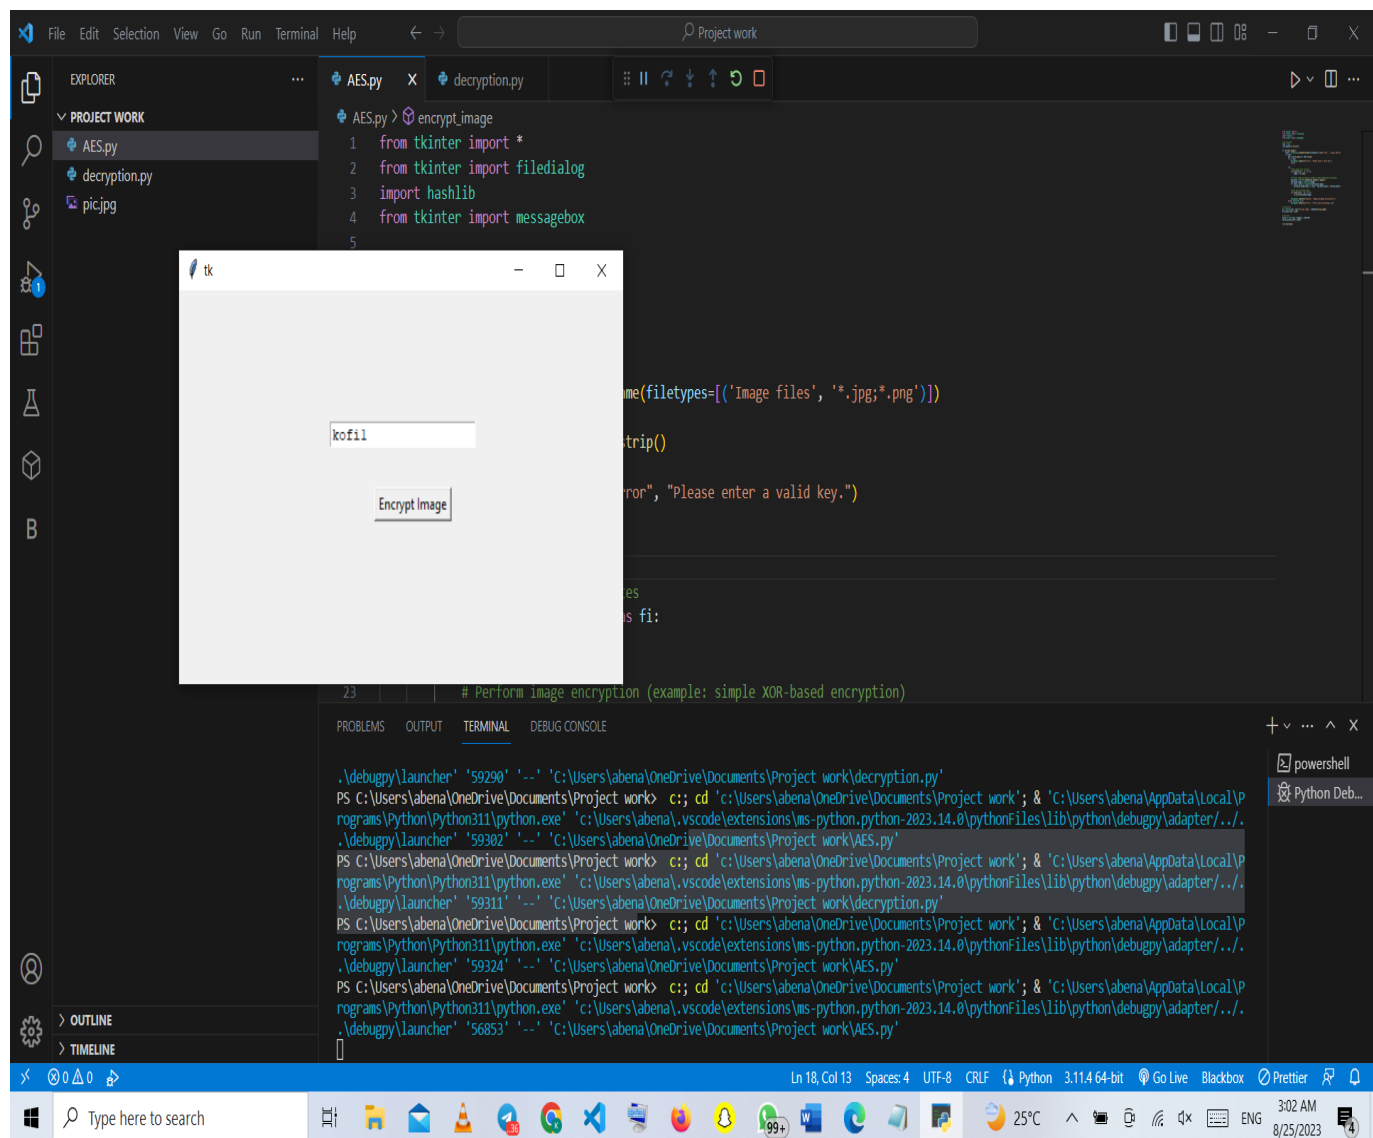 File Edit Selection View Go Run Terminal Help
Project work
EXPLORER
AES.py
decryption.py
PROJECT WORK
AES.py
decryption.py
pic.jpg
AES.py > encrypt_image
1 from tkinter import *
2 from tkinter import filedialog
3 import hashlib
4 from tkinter import messagebox
5
tk
kofil
Encrypt Image
me(filetypes=[('Image files', '*.jpg;*.png')])
strip()
ror", "Please enter a valid key.")
es
s fi:
23 # Perform image encryption (example: simple XOR-based encryption)
PROBLEMS OUTPUT TERMINAL DEBUG CONSOLE
powershell
Python Deb...
.\debugpy\launcher' '59290' '--' 'C:\Users\abena\OneDrive\Documents\Project work\decryption.py'
PS C:\Users\abena\OneDrive\Documents\Project work> c:; cd 'c:\Users\abena\OneDrive\Documents\Project work'; & 'C:\Users\abena\AppData\Local\P
rograms\Python\Python311\python.exe' 'c:\Users\abena\.vscode\extensions\ms-python.python-2023.14.0\pythonFiles\lib\python\debugpy\adapter/../.
.\debugpy\launcher' '59302' '--' 'C:\Users\abena\OneDrive\Documents\Project work\AES.py'
PS C:\Users\abena\OneDrive\Documents\Project work> c:; cd 'c:\Users\abena\OneDrive\Documents\Project work'; & 'C:\Users\abena\AppData\Local\P
rograms\Python\Python311\python.exe' 'c:\Users\abena\.vscode\extensions\ms-python.python-2023.14.0\pythonFiles\lib\python\debugpy\adapter/../.
.\debugpy\launcher' '59311' '--' 'C:\Users\abena\OneDrive\Documents\Project work\decryption.py'
PS C:\Users\abena\OneDrive\Documents\Project work> c:; cd 'c:\Users\abena\OneDrive\Documents\Project work'; & 'C:\Users\abena\AppData\Local\P
rograms\Python\Python311\python.exe' 'c:\Users\abena\.vscode\extensions\ms-python.python-2023.14.0\pythonFiles\lib\python\debugpy\adapter/../.
.\debugpy\launcher' '59324' '--' 'C:\Users\abena\OneDrive\Documents\Project work\AES.py'
PS C:\Users\abena\OneDrive\Documents\Project work> c:; cd 'c:\Users\abena\OneDrive\Documents\Project work'; & 'C:\Users\abena\AppData\Local\P
rograms\Python\Python311\python.exe' 'c:\Users\abena\.vscode\extensions\ms-python.python-2023.14.0\pythonFiles\lib\python\debugpy\adapter/../.
.\debugpy\launcher' '56853' '--' 'C:\Users\abena\OneDrive\Documents\Project work\AES.py'
OUTLINE
TIMELINE
0 0 Ln 18, Col 13 Spaces: 4 UTF-8 CRLF Python 3.11.4 64-bit Go Live Blackbox Prettier
Type here to search
36
99+
25°C
ENG
3:02 AM
8/25/2023
4